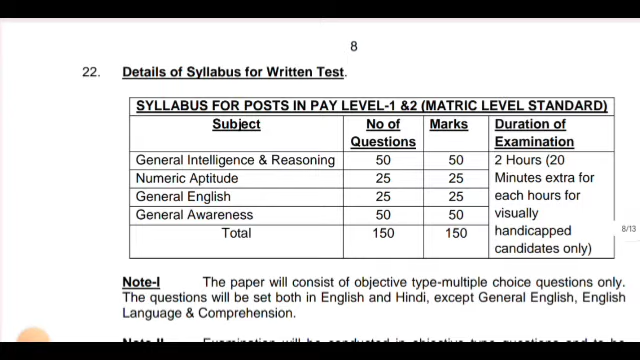 8
22. Details of Syllabus for Written Test.
SYLLABUS FOR POSTS IN PAY LEVEL-1 &2 (MATRIC LEVEL STANDARD)
Subject No of Questions Marks Duration of Examination
General Intelligence & Reasoning 50 50 2 Hours (20
Numeric Aptitude 25 25 Minutes extra for
General English 25 25 each hours for
General Awareness 50 50 visually
Total 150 150 handicapped
candidates only)
8/13
Note-I The paper will consist of objective type-multiple choice questions only.
The questions will be set both in English and Hindi, except General English, English
Language & Comprehension.